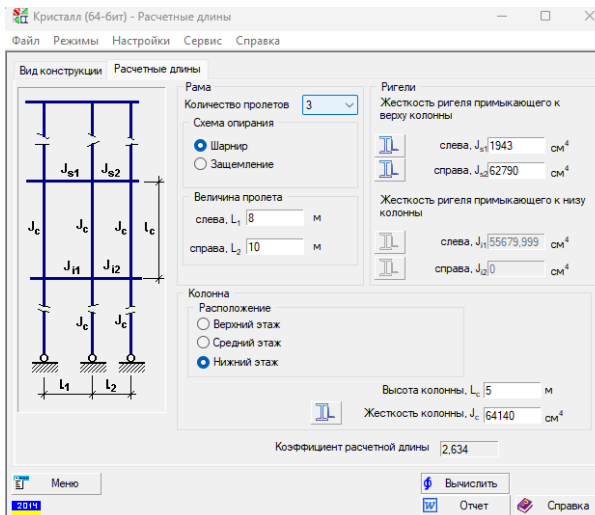 Кристалл (64-бит) - Расчетные длины
Файл Режимы Настройки Сервис Справка
Вид конструкции Расчетные длины
Рама
Количество пролетов 3
Схема опирания
Шарнир
Защемление
Величина пролета
слева, L1 8 м
справа, L2 10 м
Ригели
Жесткость ригеля примыкающего к
верху колонны
слева, Js1 1943 см4
справа, Js2 62790 см4
Жесткость ригеля примыкающего к низу
колонны
слева, Ji1 55679,999 см4
справа, Ji2 0 см4
Js1 Js2
Jc Jc Jc lc
Ji1 Ji2
Jc Jc
L1 L2
Колонна
Расположение
Верхний этаж
Средний этаж
Нижний этаж
Высота колонны, Lc 5 м
Жесткость колонны, Jc 64140 см4
Коэффициент расчетной длины 2,634
Меню
Вычислить
2014
Отчет
Справка